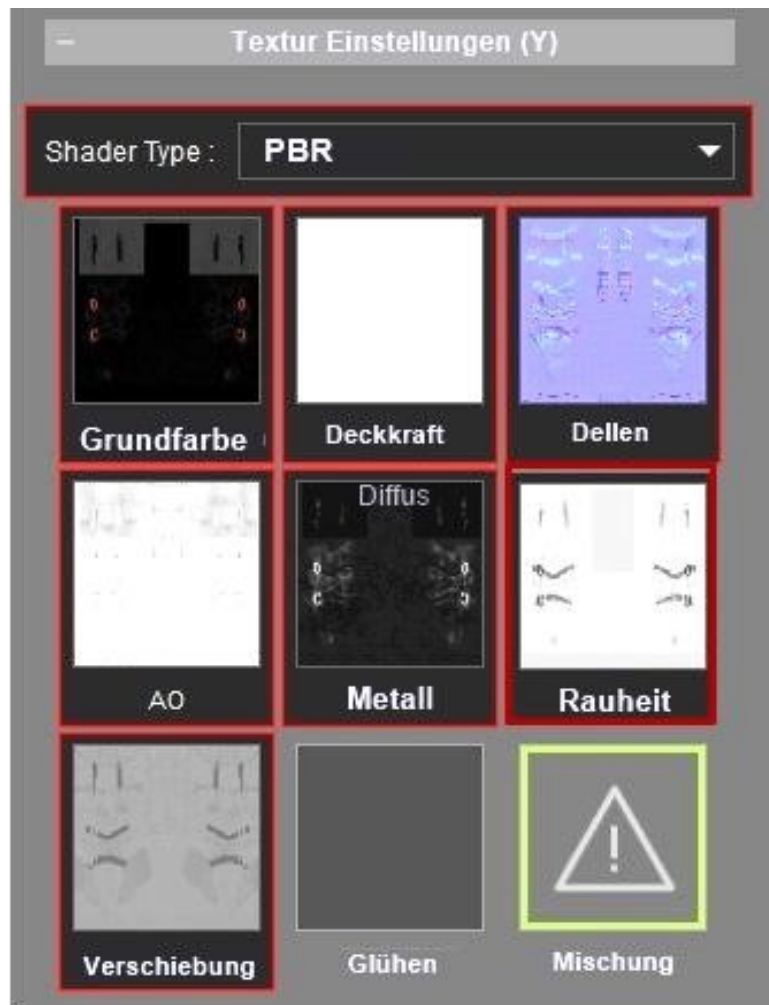 Textur Einstellungen (Y)
Shader Type : PBR
Grundfarbe Deckkraft Dellen
Diffus
AO Metall Rauheit
Verschiebung Glühen Mischung